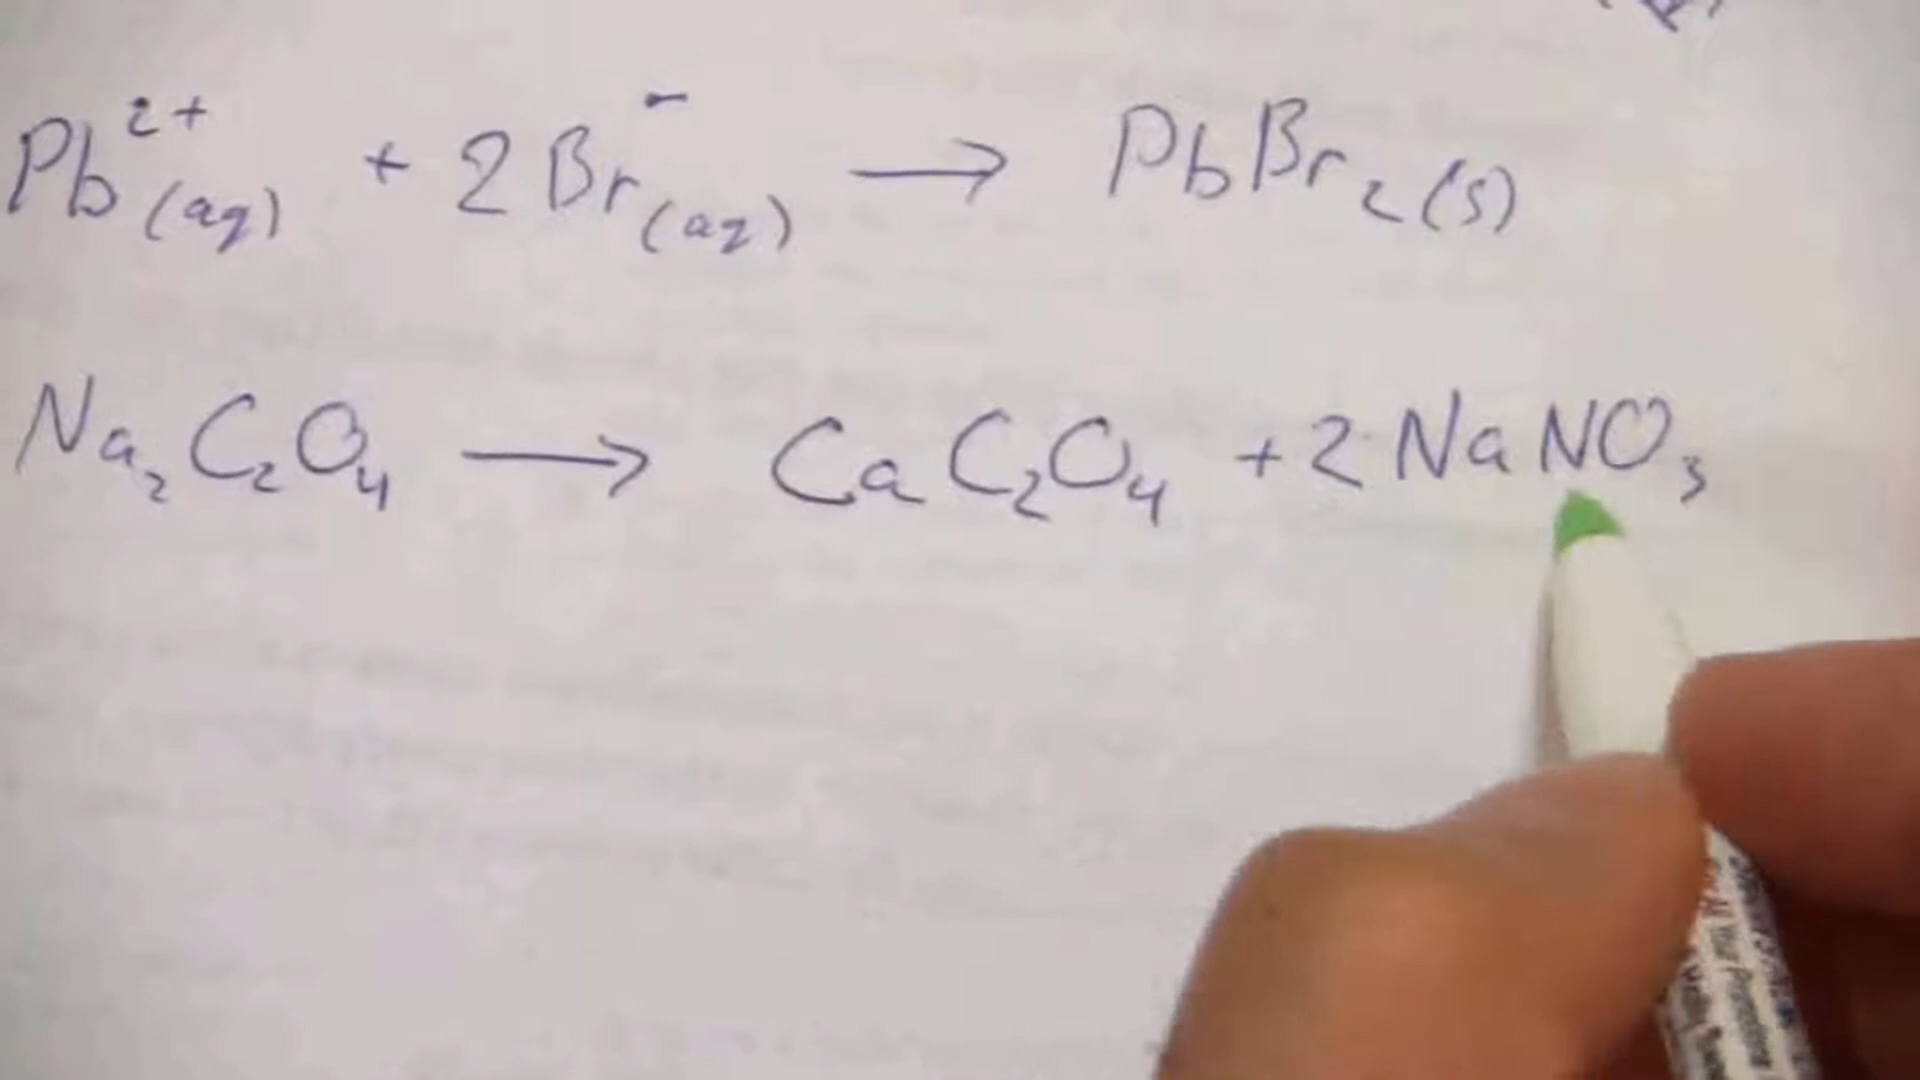 Pb²⁺(aq) + 2Br⁻(aq) → PbBr₂(s)
Na₂C₂O₄ → CaC₂O₄ + 2NaNO₃